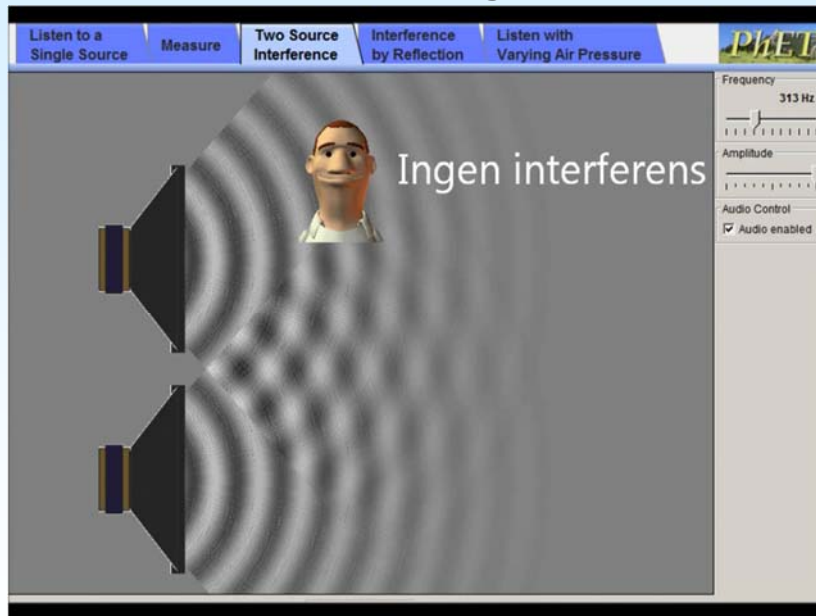 Listen to a
Single Source
Measure
Two Source
Interference
Interference
by Reflection
Listen with
Varying Air Pressure
PhET
Frequency
313 Hz
Amplitude
Audio Control
Audio enabled
Ingen interferens